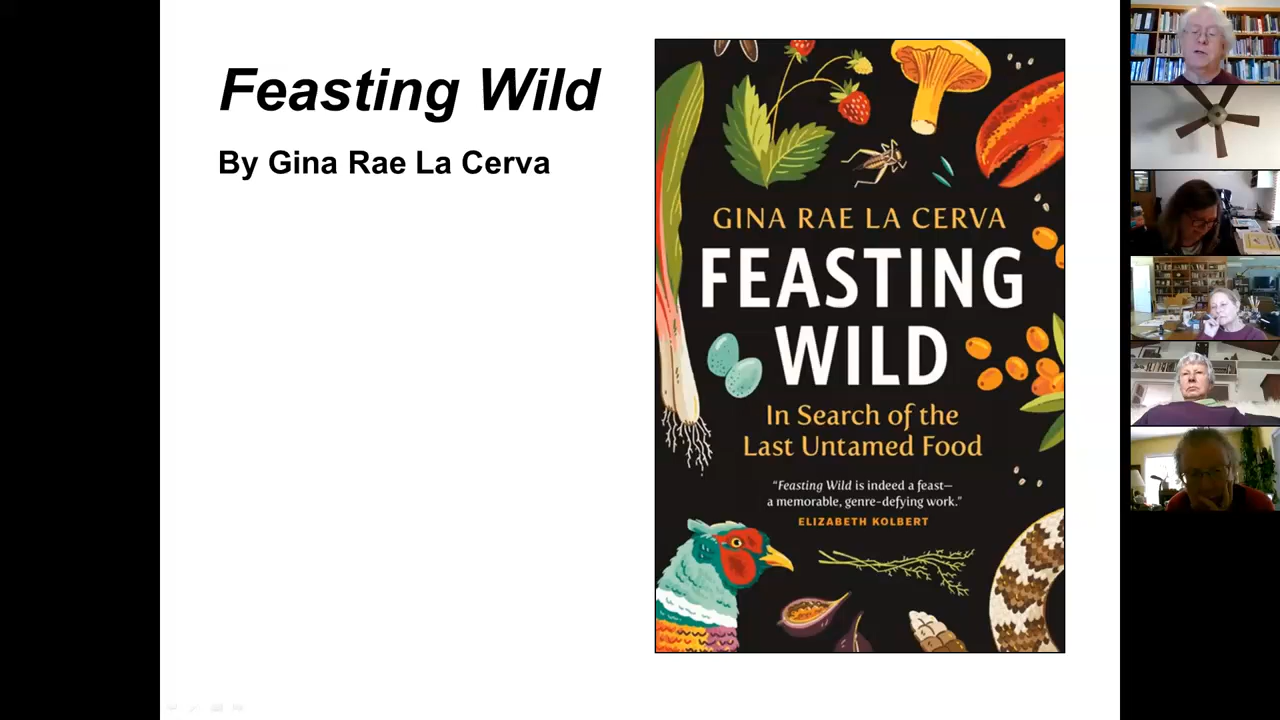 Feasting Wild
By Gina Rae La Cerva
GINA RAE LA CERVA
FEASTING
WILD
In Search of the
Last Untamed Food
“Feasting Wild is indeed a feast—
a memorable, genre-defying work.”
ELIZABETH KOLBERT